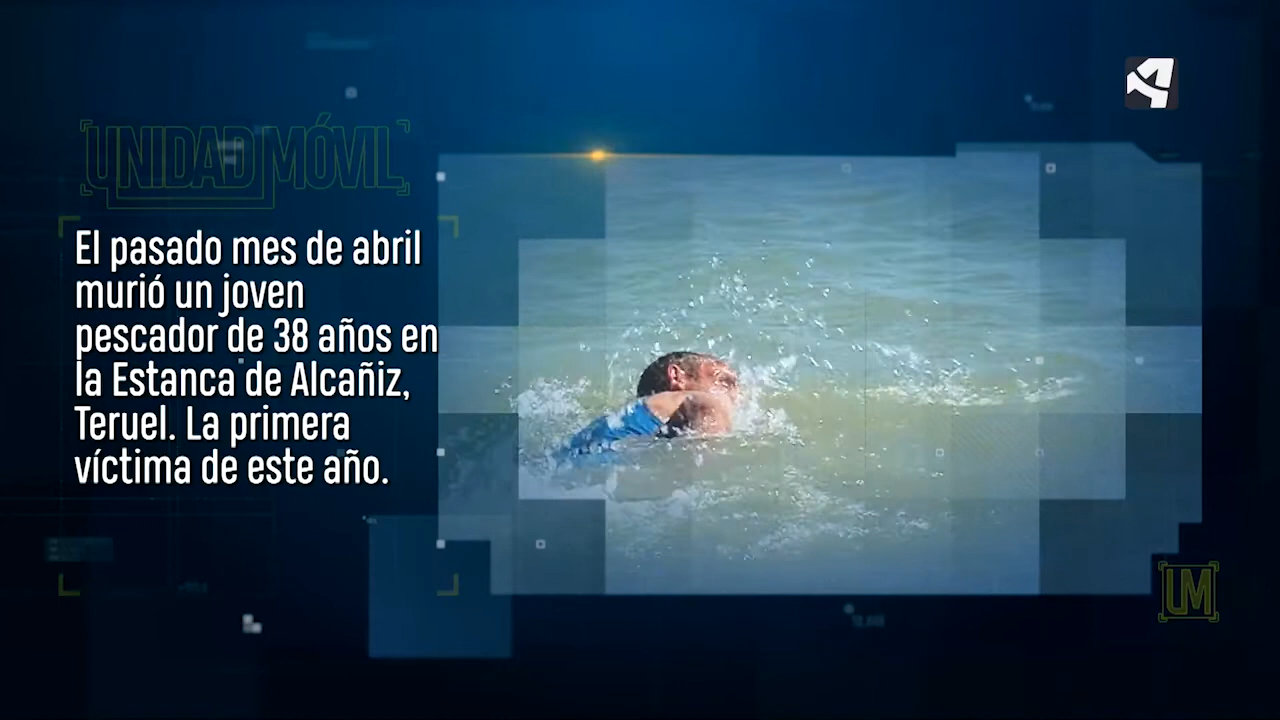 UNIDAD MÓVIL
El pasado mes de abril
murió un joven
pescador de 38 años en
la Estanca de Alcañiz,
Teruel. La primera
víctima de este año.
UM